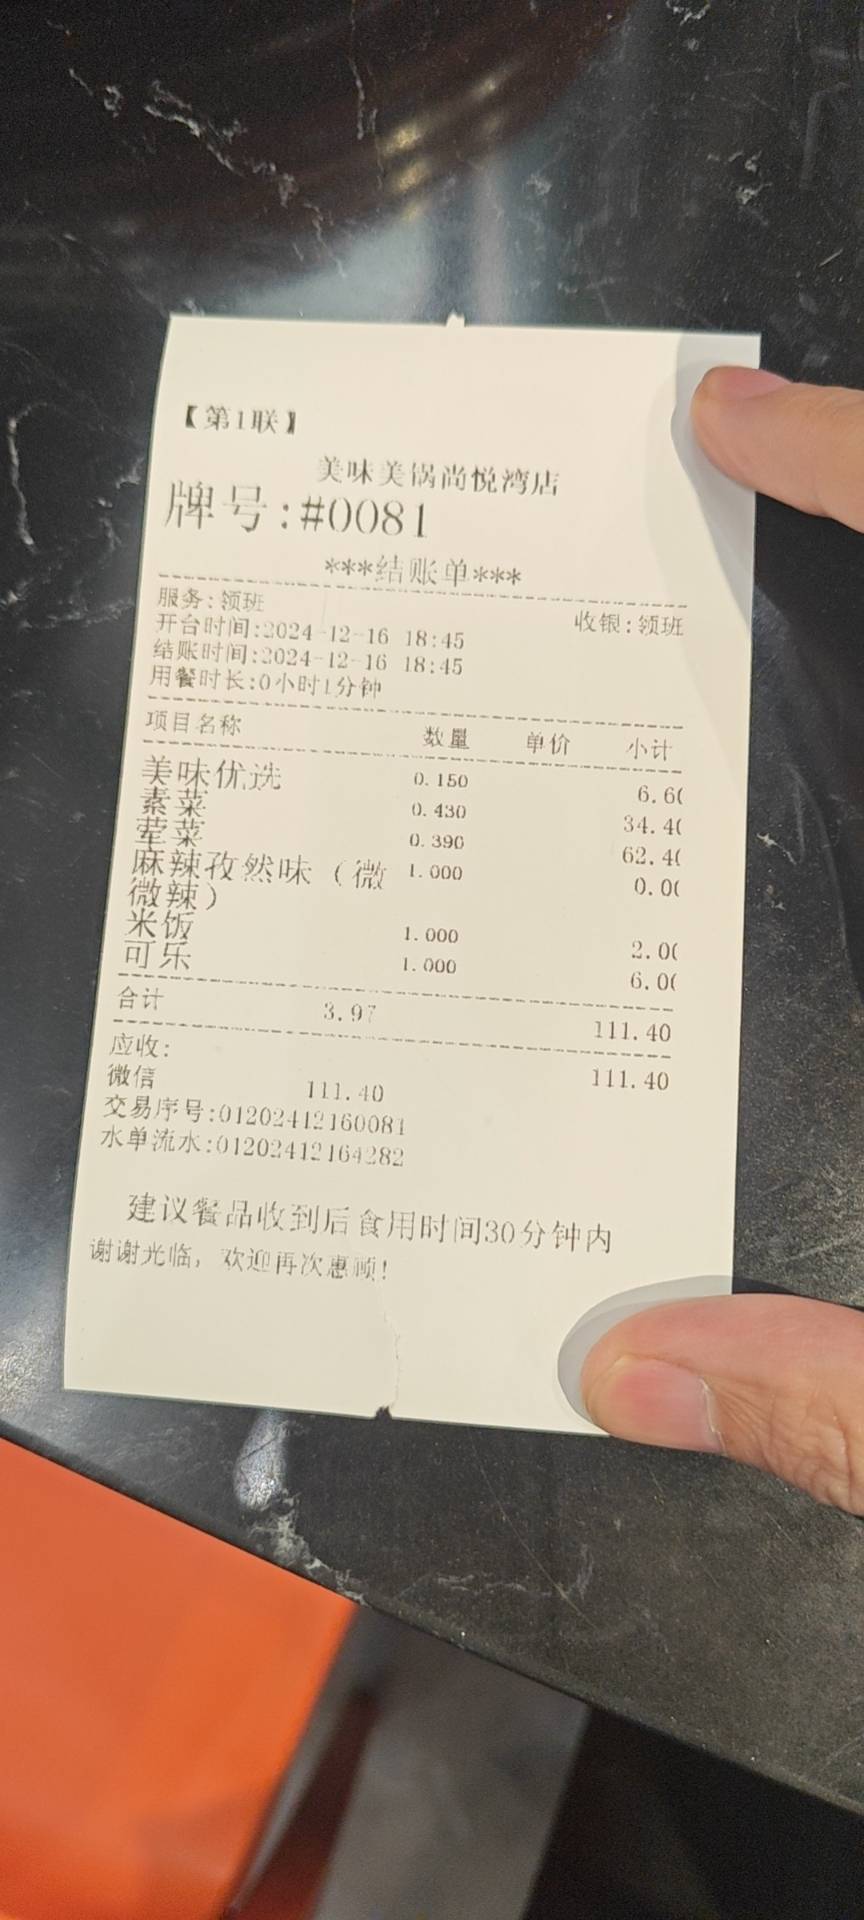 【第1联】
美味美锅尚悦湾店
牌号:#0081
***结账单***
服务:领班 收银:领班
开台时间:2024-12-16 18:45
结账时间:2024-12-16 18:45
用餐时长:0小时1分钟
项目名称 数量 单价 小计
美味优选 0.150 6.60
素菜 0.430 34.40
荤菜 0.390 62.40
麻辣孜然味（微 1.000 0.00
微辣）
米饭 1.000 2.00
可乐 1.000 6.00
合计 3.97 111.40
应收: 111.40
微信 111.40
交易序号:01202412160081
水单流水:01202412164282
建议餐品收到后食用时间30分钟内
谢谢光临，欢迎再次惠顾!